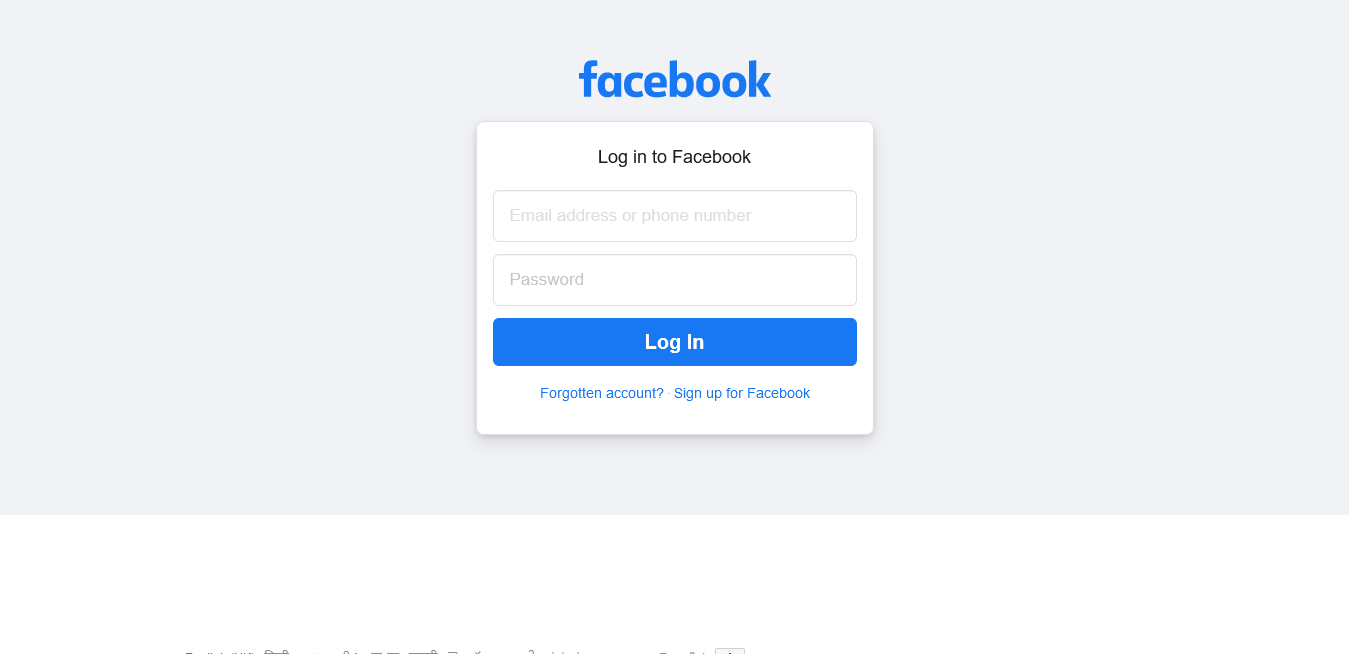 facebook
Log in to Facebook
Email address or phone number
Password
Log In
Forgotten account? · Sign up for Facebook